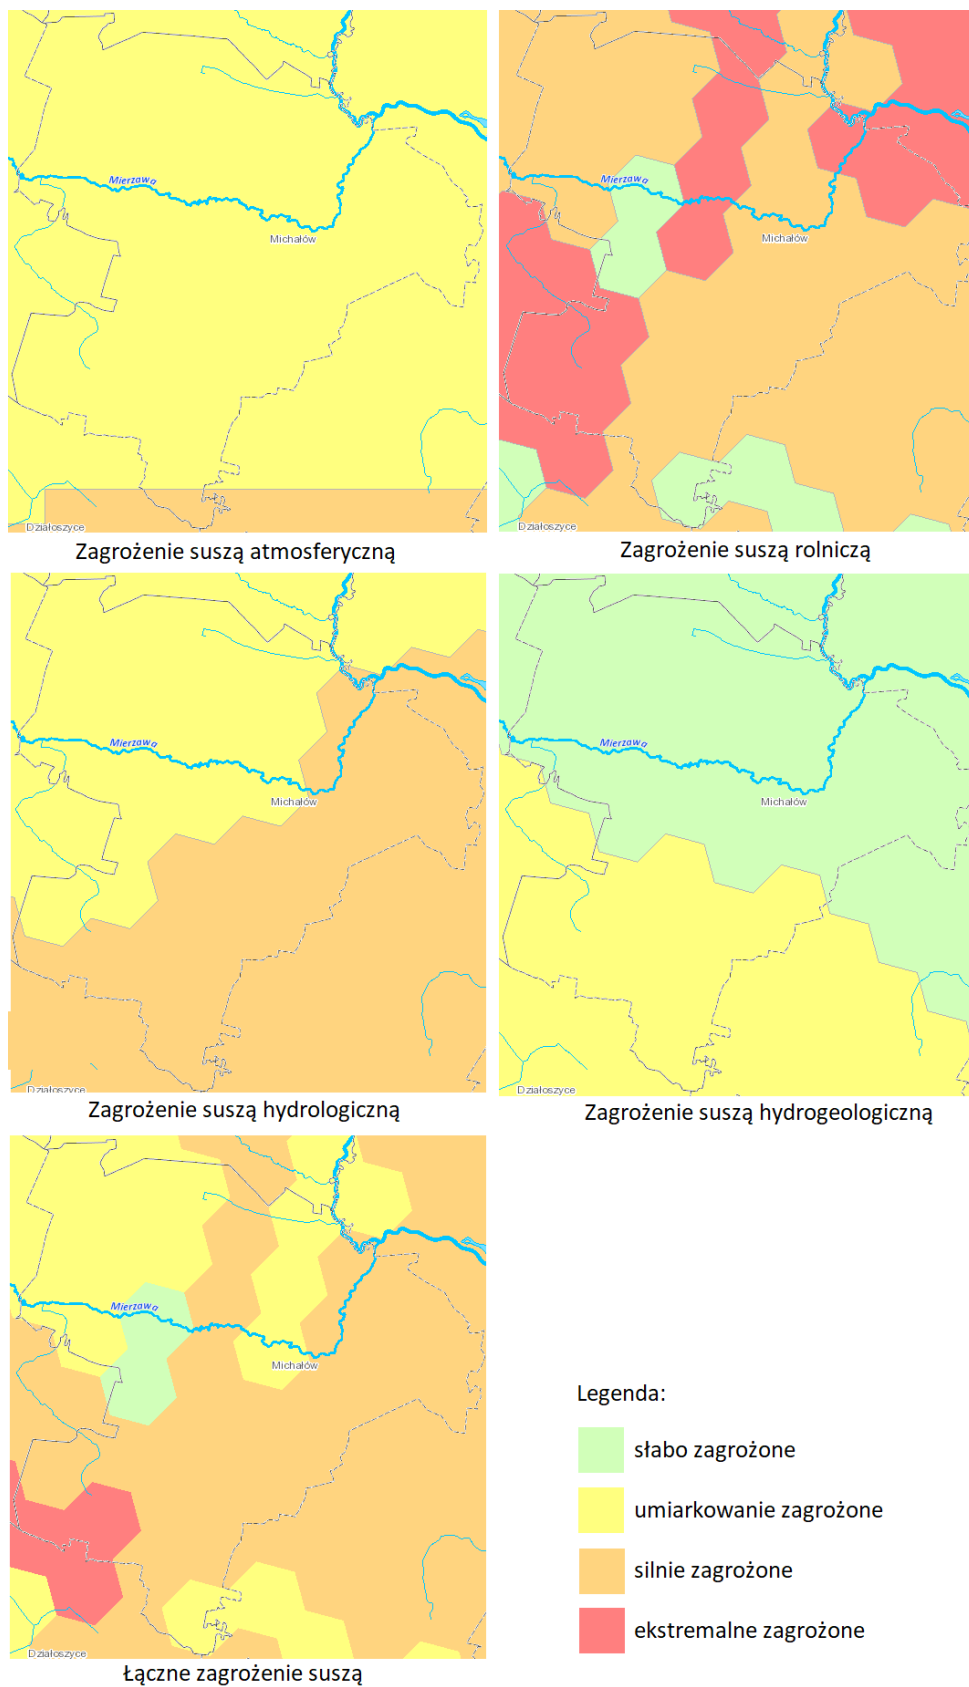 Mierzawa
Michałów
Działoszyce
Zagrożenie suszą atmosferyczną
Mierzawa
Michałów
Działoszyce
Zagrożenie suszą rolniczą
Mierzawa
Michałów
Działoszyce
Zagrożenie suszą hydrologiczną
Mierzawa
Michałów
Działoszyce
Zagrożenie suszą hydrogeologiczną
Mierzawa
Michałów
Działoszyce
Łączne zagrożenie suszą
Legenda:
słabo zagrożone
umiarkowanie zagrożone
silnie zagrożone
ekstremalne zagrożone